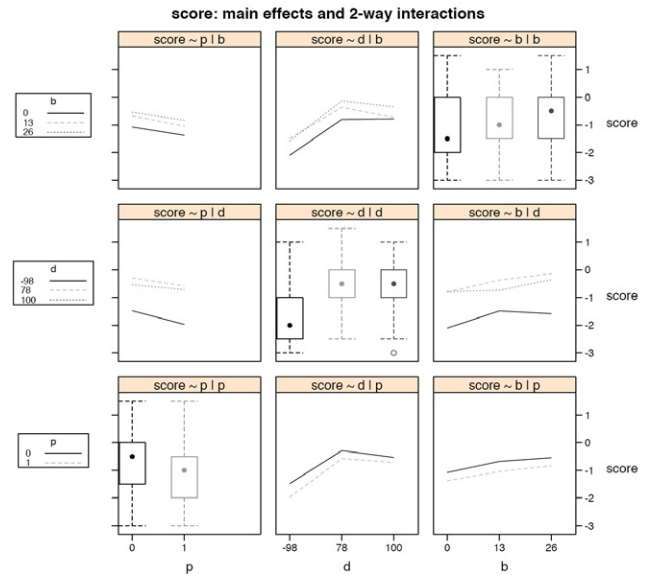 score: main effects and 2-way interactions
score ~ p | b
score ~ d | b
score ~ b | b
b
0
13
26
1
0
-1
-2
-3
score
score ~ p | d
score ~ d | d
score ~ b | d
d
-98
78
100
1
0
-1
-2
-3
score
score ~ p | p
score ~ d | p
score ~ b | p
p
0
1
1
0
-1
-2
-3
score
0 1
-98 78 100
0 13 26
p
d
b